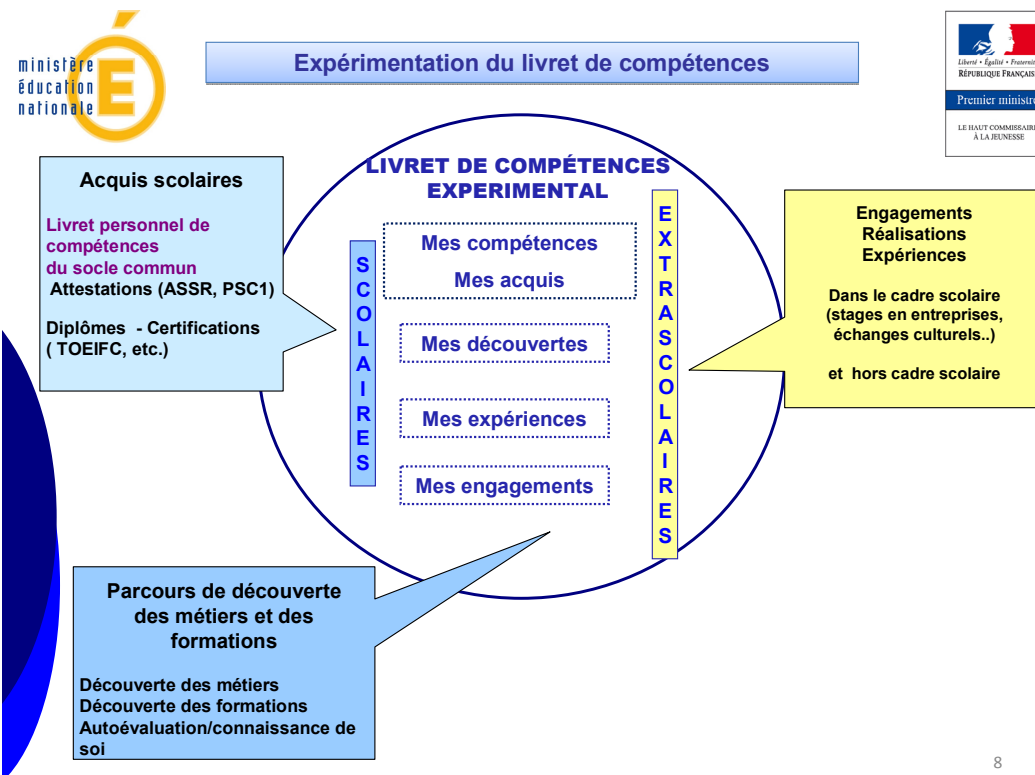 ministère
éducation
nationale
Expérimentation du livret de compétences
Liberté • Égalité • Fraternité
RÉPUBLIQUE FRANÇAISE
Premier ministre
LE HAUT COMMISSAIRE
À LA JEUNESSE
LIVRET DE COMPÉTENCES
EXPERIMENTAL
Acquis scolaires
Livret personnel de
compétences
du socle commun
Attestations (ASSR, PSC1)
Diplômes - Certifications
( TOEIFC, etc.)
SCOLAIRES
Mes compétences
Mes acquis
Mes découvertes
Mes expériences
Mes engagements
EXTRASCOLAIRES
Engagements
Réalisations
Expériences
Dans le cadre scolaire
(stages en entreprises,
échanges culturels..)
et hors cadre scolaire
Parcours de découverte
des métiers et des
formations
Découverte des métiers
Découverte des formations
Autoévaluation/connaissance de
soi
8